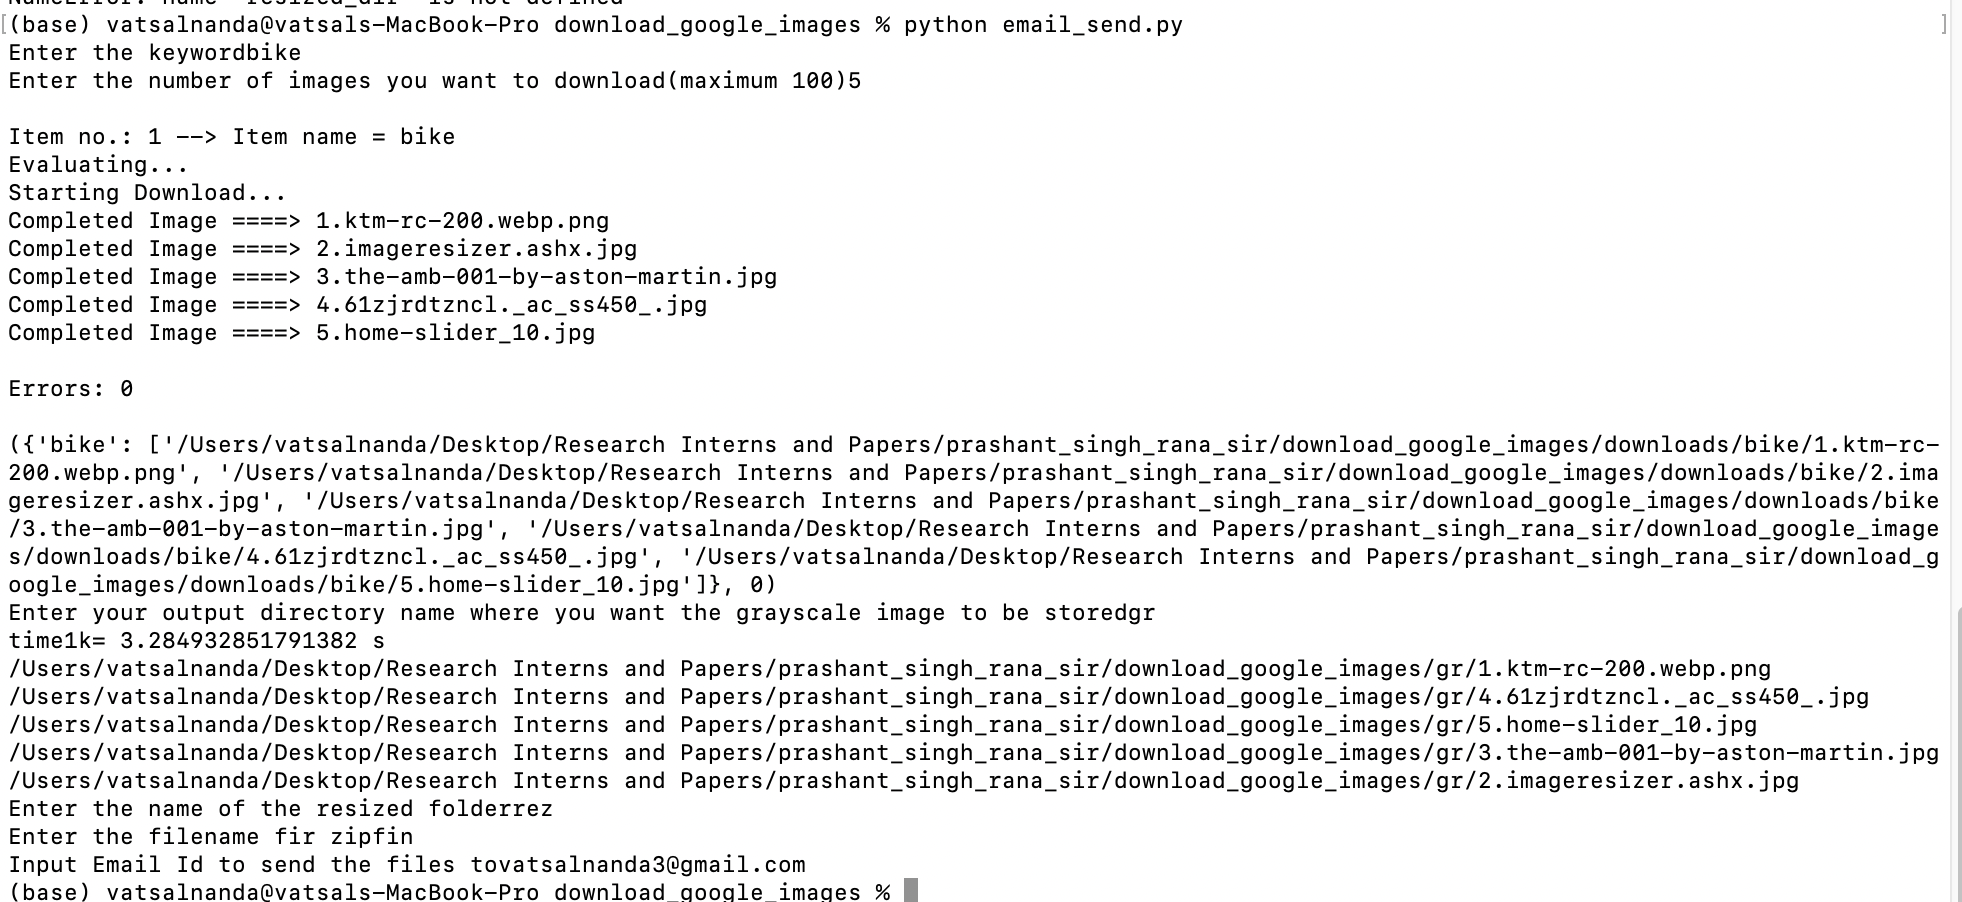 NameError: name 'resized_dir' is not defined
[(base) vatsalnanda@vatsals-MacBook-Pro download_google_images % python email_send.py ]
Enter the keywordbike
Enter the number of images you want to download(maximum 100)5
Item no.: 1 --> Item name = bike
Evaluating...
Starting Download...
Completed Image ====> 1.ktm-rc-200.webp.png
Completed Image ====> 2.imageresizer.ashx.jpg
Completed Image ====> 3.the-amb-001-by-aston-martin.jpg
Completed Image ====> 4.61zjrdtzncl._ac_ss450_.jpg
Completed Image ====> 5.home-slider_10.jpg
Errors: 0
({'bike': ['/Users/vatsalnanda/Desktop/Research Interns and Papers/prashant_singh_rana_sir/download_google_images/downloads/bike/1.ktm-rc-
200.webp.png', '/Users/vatsalnanda/Desktop/Research Interns and Papers/prashant_singh_rana_sir/download_google_images/downloads/bike/2.ima
geresizer.ashx.jpg', '/Users/vatsalnanda/Desktop/Research Interns and Papers/prashant_singh_rana_sir/download_google_images/downloads/bike
/3.the-amb-001-by-aston-martin.jpg', '/Users/vatsalnanda/Desktop/Research Interns and Papers/prashant_singh_rana_sir/download_google_image
s/downloads/bike/4.61zjrdtzncl._ac_ss450_.jpg', '/Users/vatsalnanda/Desktop/Research Interns and Papers/prashant_singh_rana_sir/download_g
oogle_images/downloads/bike/5.home-slider_10.jpg']}, 0)
Enter your output directory name where you want the grayscale image to be storedgr
time1k= 3.284932851791382 s
/Users/vatsalnanda/Desktop/Research Interns and Papers/prashant_singh_rana_sir/download_google_images/gr/1.ktm-rc-200.webp.png
/Users/vatsalnanda/Desktop/Research Interns and Papers/prashant_singh_rana_sir/download_google_images/gr/4.61zjrdtzncl._ac_ss450_.jpg
/Users/vatsalnanda/Desktop/Research Interns and Papers/prashant_singh_rana_sir/download_google_images/gr/5.home-slider_10.jpg
/Users/vatsalnanda/Desktop/Research Interns and Papers/prashant_singh_rana_sir/download_google_images/gr/3.the-amb-001-by-aston-martin.jpg
/Users/vatsalnanda/Desktop/Research Interns and Papers/prashant_singh_rana_sir/download_google_images/gr/2.imageresizer.ashx.jpg
Enter the name of the resized folderrez
Enter the filename fir zipfin
Input Email Id to send the files tovatsalnanda3@gmail.com
(base) vatsalnanda@vatsals-MacBook-Pro download_google_images %